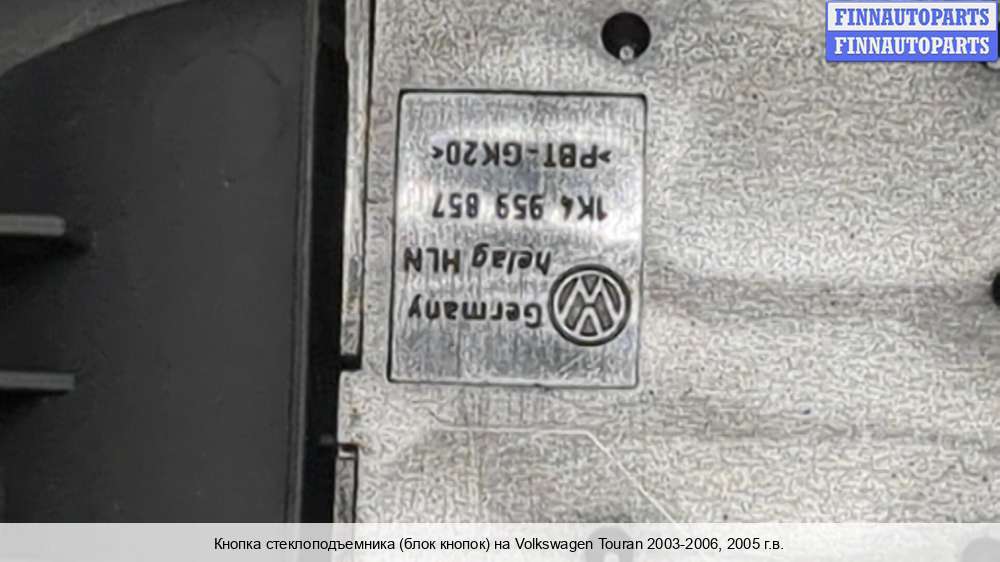 FINNAUTOPARTS
FINNAUTOPARTS
Germany
helag HLN
1K4 959 857
>PBT-GK20<
Кнопка стеклоподъемника (блок кнопок) на Volkswagen Touran 2003-2006, 2005 г.в.